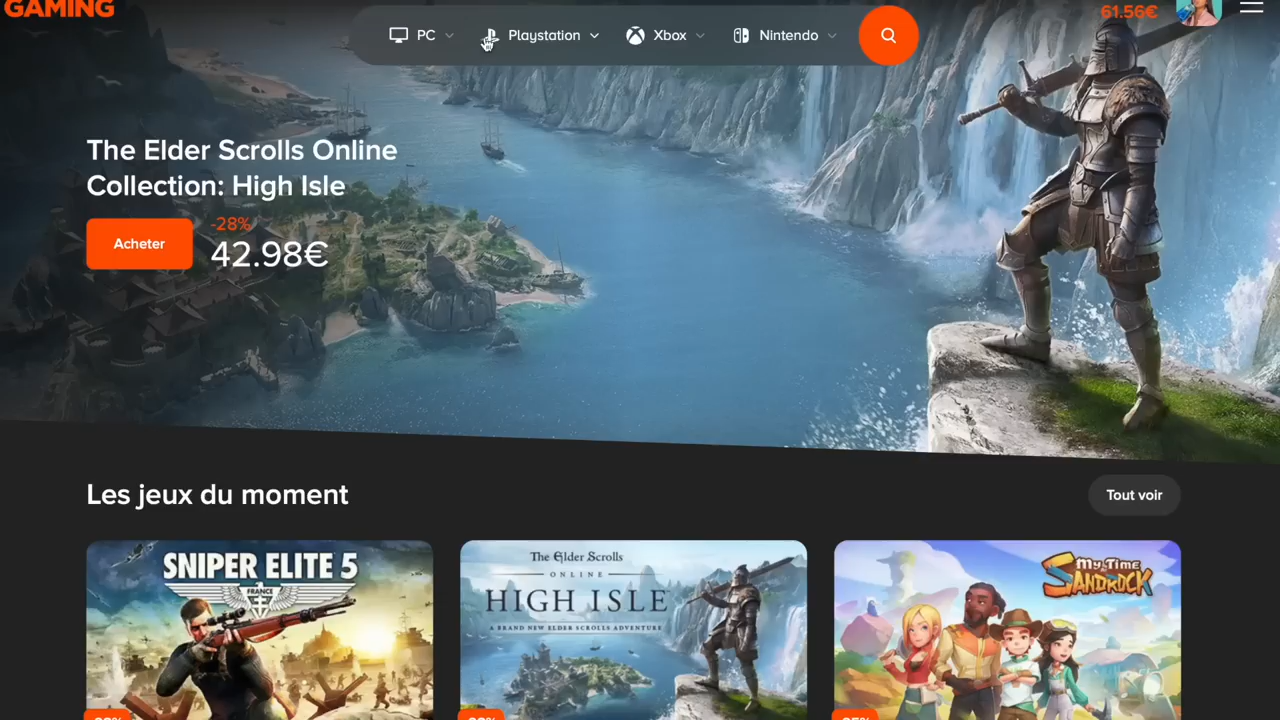 GAMING
PC
Playstation
Xbox
Nintendo
61.56€
The Elder Scrolls Online
Collection: High Isle
Acheter
-28%
42.98€
Les jeux du moment
Tout voir
SNIPER ELITE 5
FRANCE
The Elder Scrolls
ONLINE
HIGH ISLE
A BRAND NEW ELDER SCROLLS ADVENTURE
My Time
SANDROCK